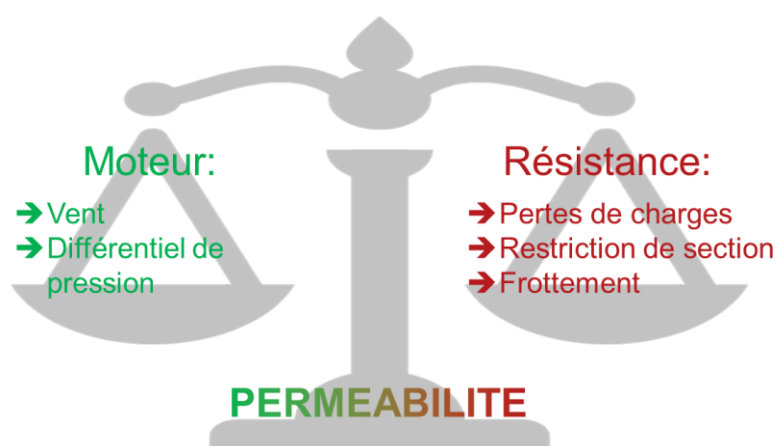 Moteur:
➔ Vent
➔ Différentiel de
pression
Résistance:
➔ Pertes de charges
➔ Restriction de section
➔ Frottement
PERMEABILITE